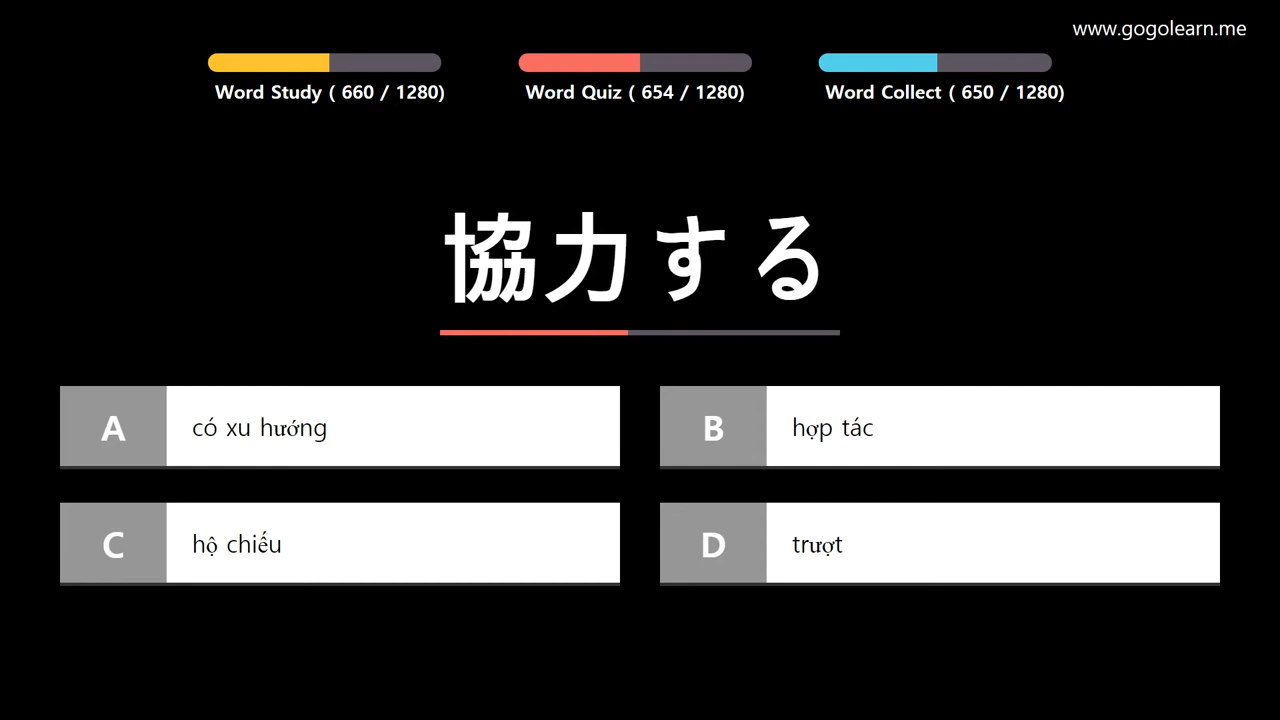 www.gogolearn.me
Word Study ( 660 / 1280)
Word Quiz ( 654 / 1280)
Word Collect ( 650 / 1280)
協力する
A có xu hướng
B hợp tác
C hộ chiếu
D trượt